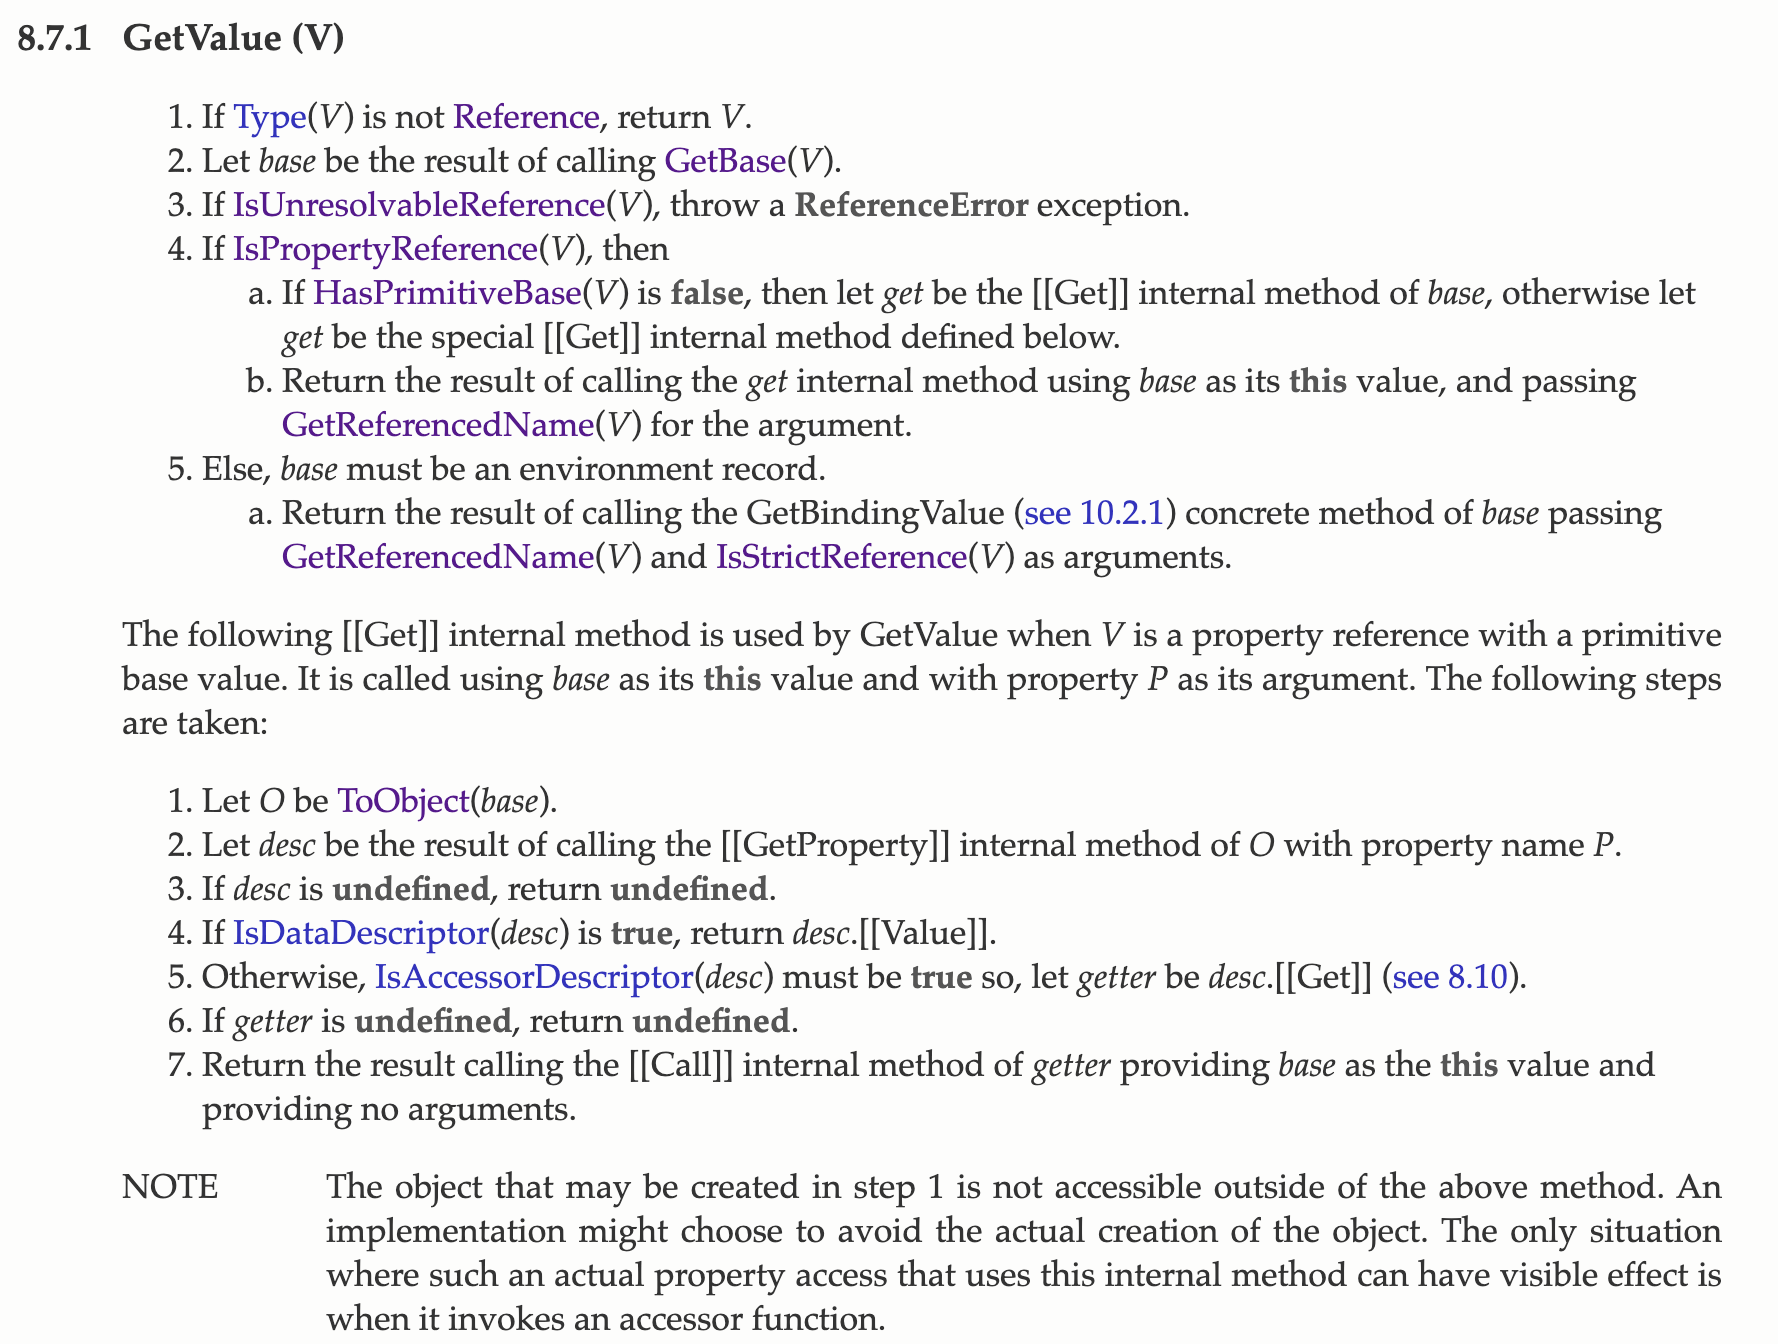 8.7.1 GetValue (V)
1. If Type(V) is not Reference, return V.
2. Let base be the result of calling GetBase(V).
3. If IsUnresolvableReference(V), throw a ReferenceError exception.
4. If IsPropertyReference(V), then
a. If HasPrimitiveBase(V) is false, then let get be the [[Get]] internal method of base, otherwise let
get be the special [[Get]] internal method defined below.
b. Return the result of calling the get internal method using base as its this value, and passing
GetReferencedName(V) for the argument.
5. Else, base must be an environment record.
a. Return the result of calling the GetBindingValue (see 10.2.1) concrete method of base passing
GetReferencedName(V) and IsStrictReference(V) as arguments.
The following [[Get]] internal method is used by GetValue when V is a property reference with a primitive
base value. It is called using base as its this value and with property P as its argument. The following steps
are taken:
1. Let O be ToObject(base).
2. Let desc be the result of calling the [[GetProperty]] internal method of O with property name P.
3. If desc is undefined, return undefined.
4. If IsDataDescriptor(desc) is true, return desc.[[Value]].
5. Otherwise, IsAccessorDescriptor(desc) must be true so, let getter be desc.[[Get]] (see 8.10).
6. If getter is undefined, return undefined.
7. Return the result calling the [[Call]] internal method of getter providing base as the this value and
providing no arguments.
NOTE The object that may be created in step 1 is not accessible outside of the above method. An
implementation might choose to avoid the actual creation of the object. The only situation
where such an actual property access that uses this internal method can have visible effect is
when it invokes an accessor function.